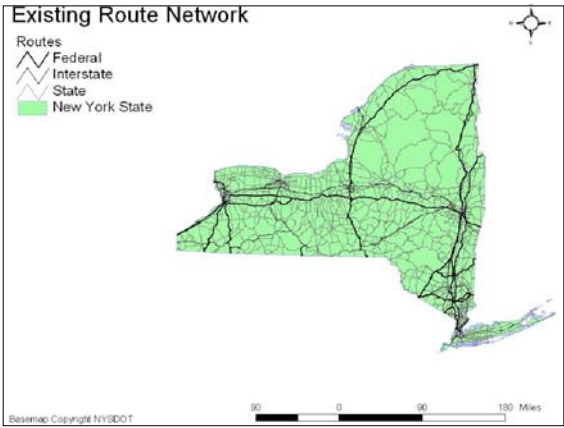 Existing Route Network
Routes
Federal
Interstate
State
New York State
90 0 90 180 Miles
Basemap Copyright NYSDOT